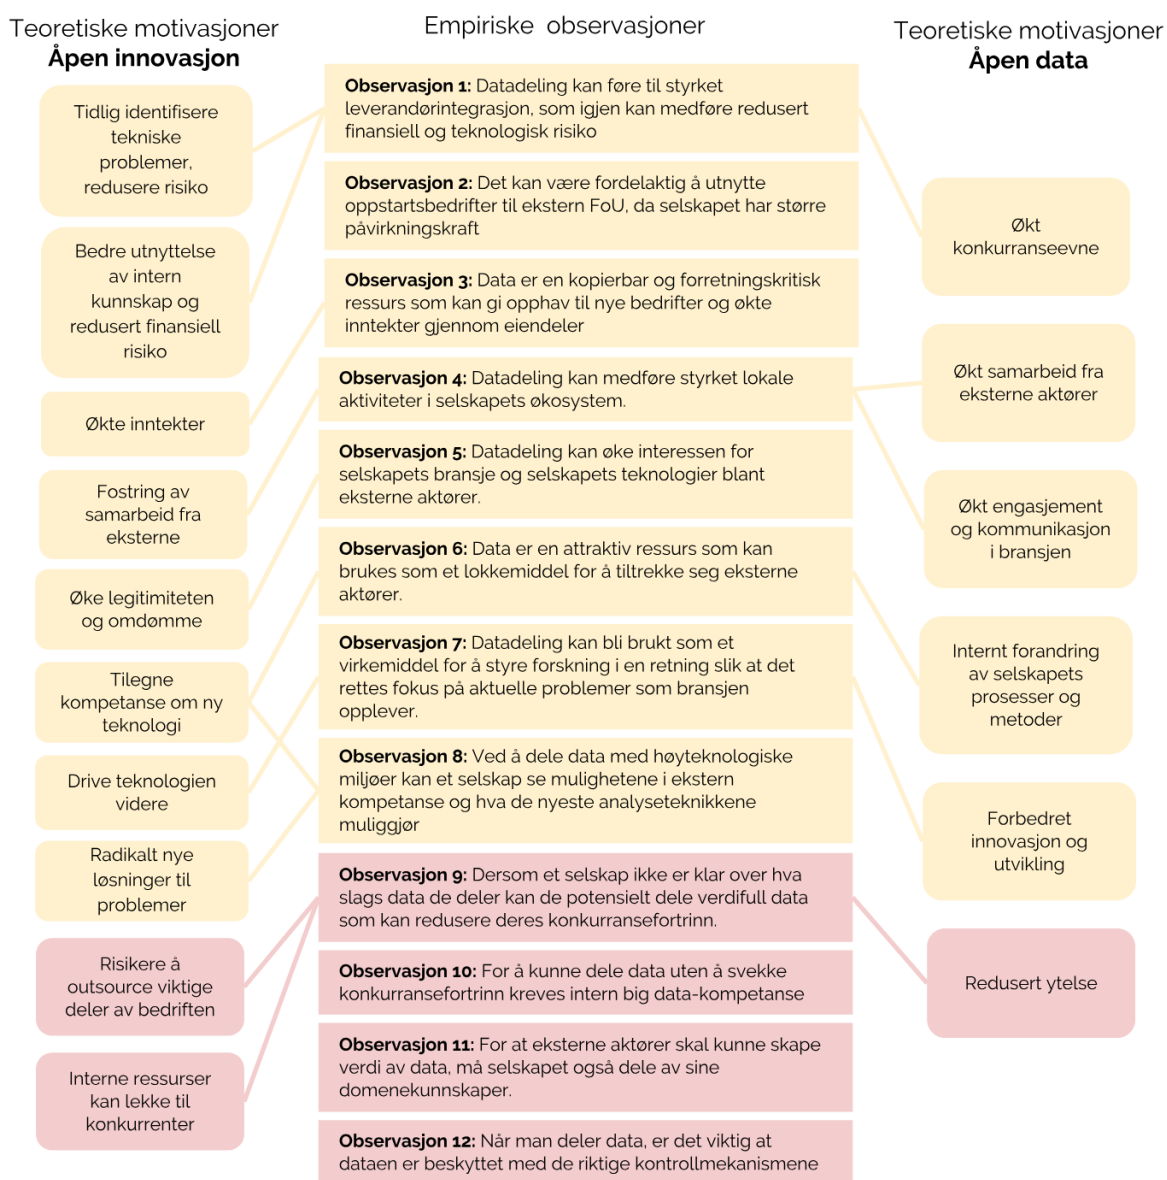 Teoretiske motivasjoner
Åpen innovasjon
Tidlig identifisere
tekniske
problemer,
redusere risiko
Bedre utnyttelse
av intern
kunnskap og
redusert finansiell
risiko
Økte inntekter
Fostring av
samarbeid fra
eksterne
Øke legitimiteten
og omdømme
Tilegne
kompetanse om ny
teknologi
Drive teknologien
videre
Radikalt nye
løsninger til
problemer
Risikere å
outsource viktige
deler av bedriften
Interne ressurser
kan lekke til
konkurrenter
Empiriske observasjoner
Observasjon 1: Datadeling kan føre til styrket
leverandørintegrasjon, som igjen kan medføre redusert
finansiell og teknologisk risiko
Observasjon 2: Det kan være fordelaktig å utnytte
oppstartsbedrifter til ekstern FoU, da selskapet har større
påvirkningskraft
Observasjon 3: Data er en kopierbar og forretningskritisk
ressurs som kan gi opphav til nye bedrifter og økte
inntekter gjennom eiendeler
Observasjon 4: Datadeling kan medføre styrket lokale
aktiviteter i selskapets økosystem.
Observasjon 5: Datadeling kan øke interessen for
selskapets bransje og selskapets teknologier blant
eksterne aktører.
Observasjon 6: Data er en attraktiv ressurs som kan
brukes som et lokkemiddel for å tiltrekke seg eksterne
aktører.
Observasjon 7: Datadeling kan bli brukt som et
virkemiddel for å styre forskning i en retning slik at det
rettes fokus på aktuelle problemer som bransjen
opplever.
Observasjon 8: Ved å dele data med høyteknologiske
miljøer kan et selskap se mulighetene i ekstern
kompetanse og hva de nyeste analyseteknikkene
muliggjør
Observasjon 9: Dersom et selskap ikke er klar over hva
slags data de deler kan de potensielt dele verdifull data
som kan redusere deres konkurransefortrinn.
Observasjon 10: For å kunne dele data uten å svekke
konkurransefortrinn kreves intern big data-kompetanse
Observasjon 11: For at eksterne aktører skal kunne skape
verdi av data, må selskapet også dele av sine
domenekunnskaper.
Observasjon 12: Når man deler data, er det viktig at
dataen er beskyttet med de riktige kontrollmekanismene
Teoretiske motivasjoner
Åpen data
Økt
konkurranseevne
Økt samarbeid fra
eksterne aktører
Økt engasjement
og kommunikasjon
i bransjen
Internt forandring
av selskapets
prosesser og
metoder
Forbedret
innovasjon og
utvikling
Redusert ytelse